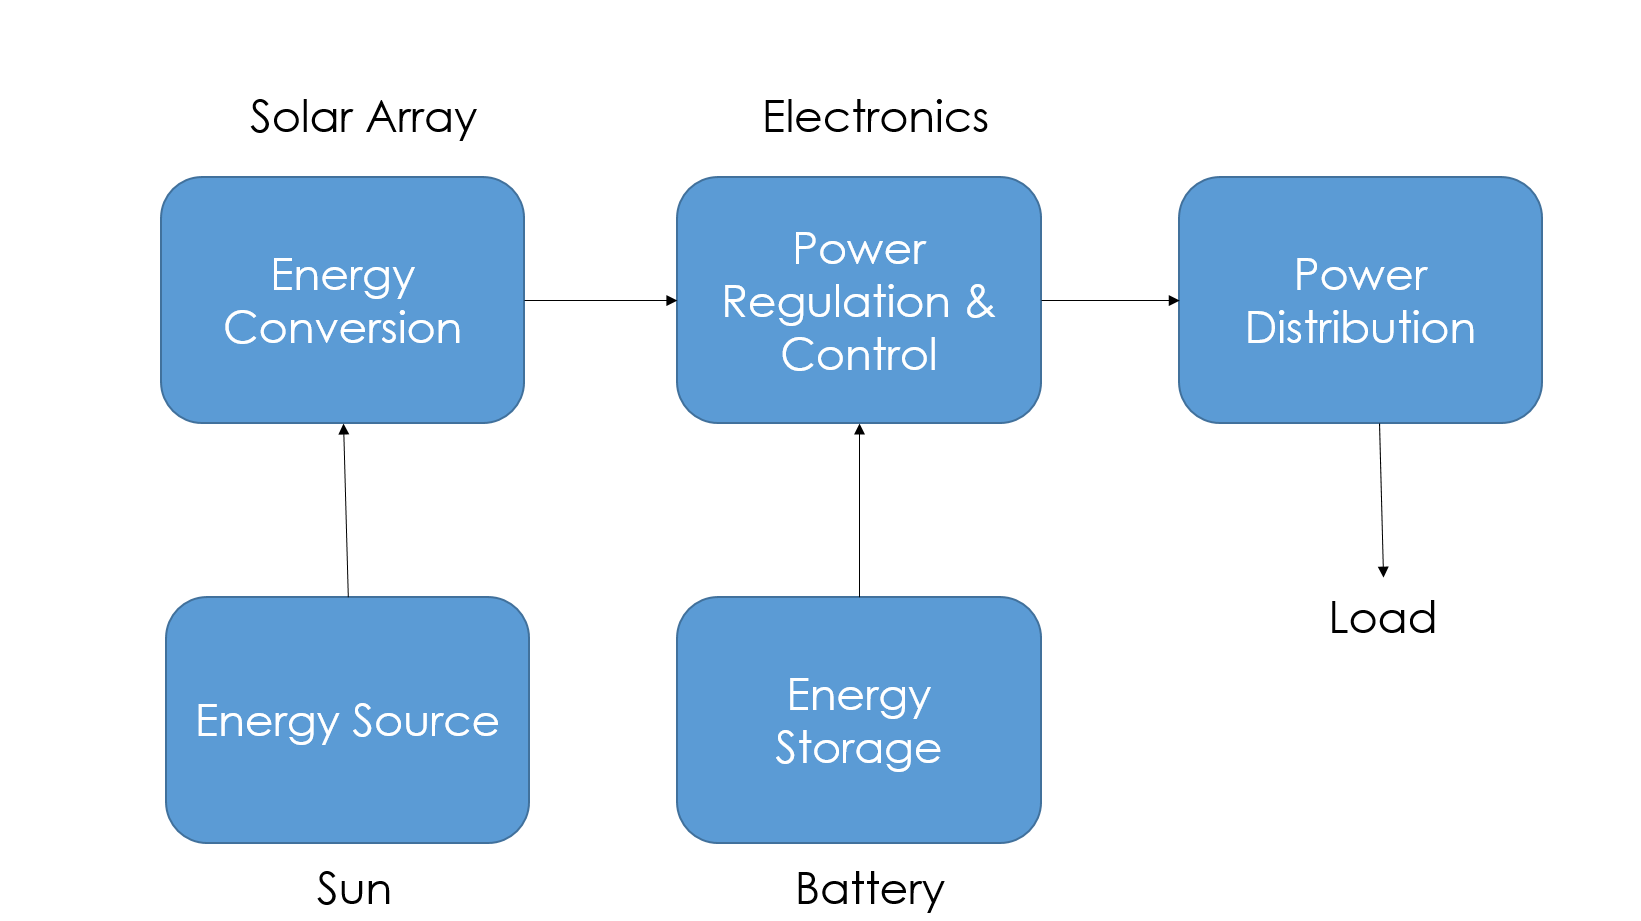 Solar Array
Electronics
Energy
Conversion
Power
Regulation &
Control
Power
Distribution
Load
Energy Source
Energy
Storage
Sun
Battery